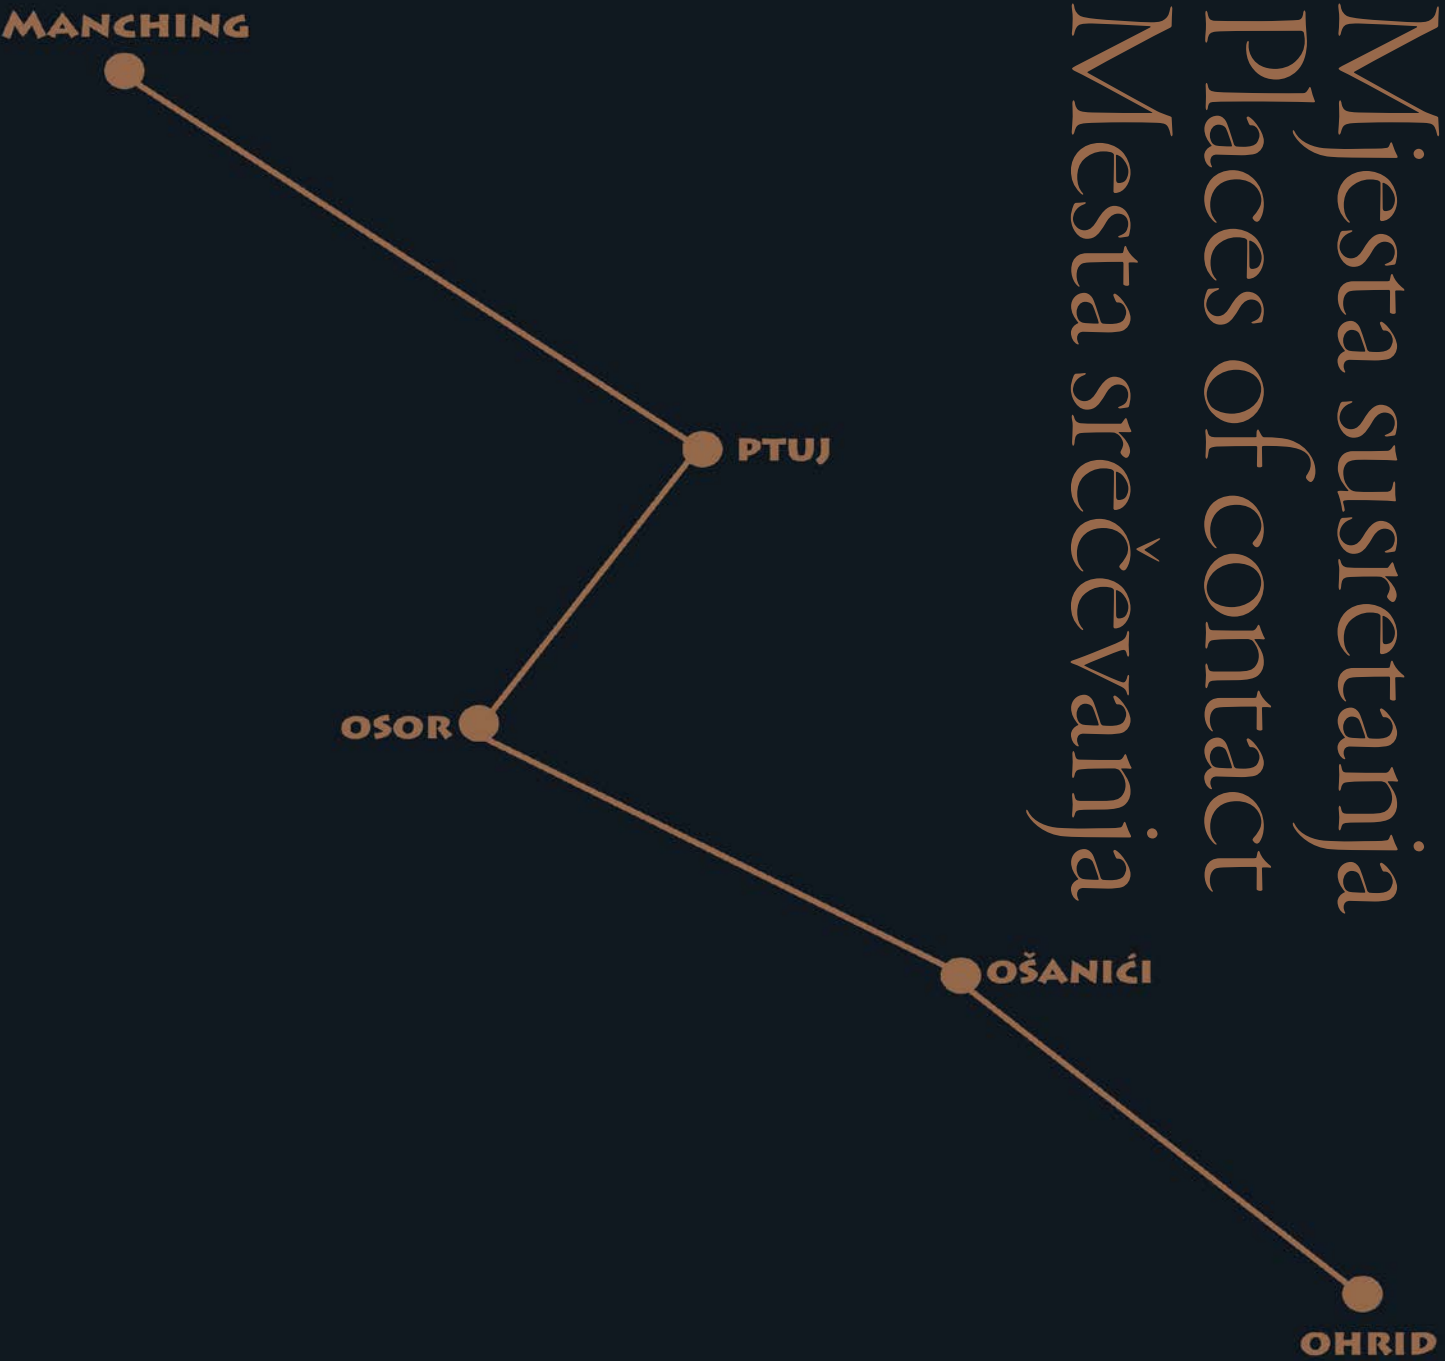 Mjesta susretanja
Places of contact
Mesta srečevanja
MANCHING
PTUJ
OSOR
OŠANIĆI
OHRID